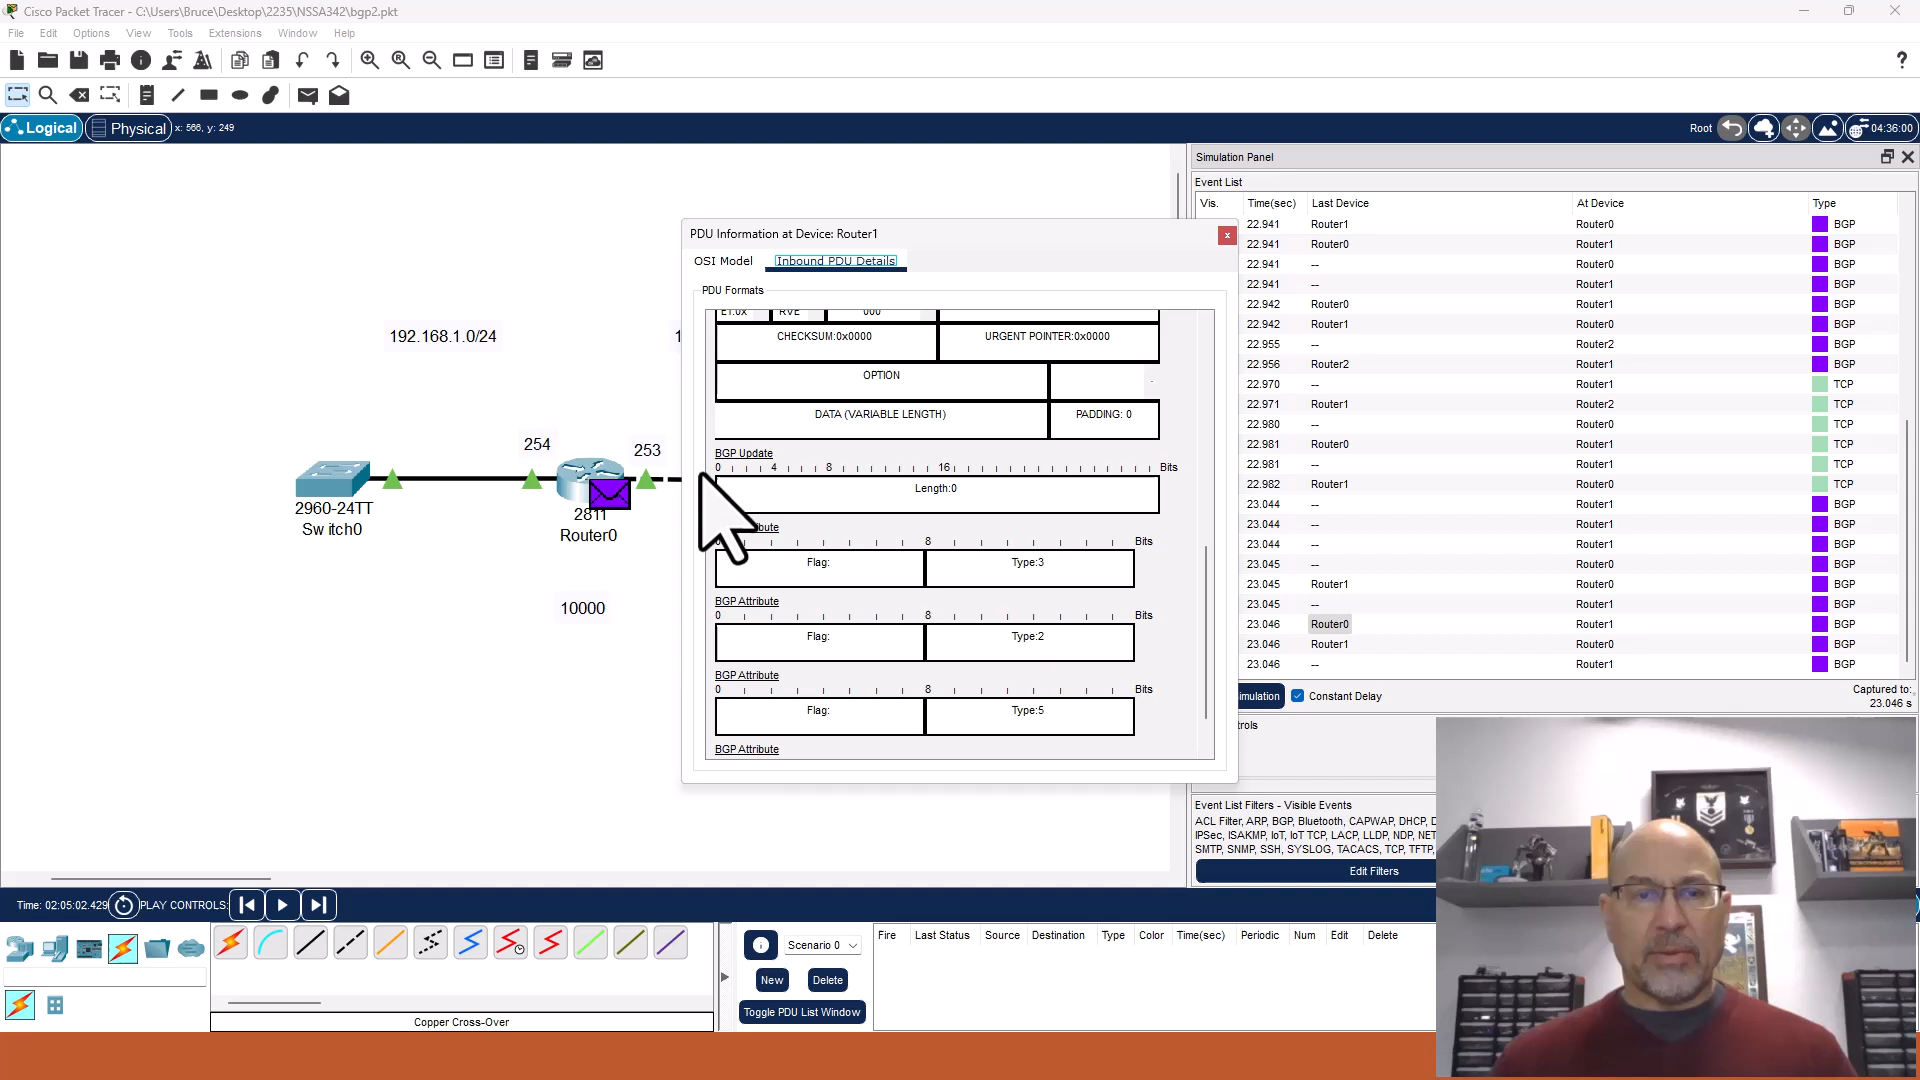 Cisco Packet Tracer - C:\Users\Bruce\Desktop\2235\NSSA342\bgp2.pkt
File Edit Options View Tools Extensions Window Help
?
Logical Physical x: 566, y: 249
Root 04:36:00
Simulation Panel
Event List
Vis. Time(sec) Last Device At Device Type
22.941 Router1 Router0 BGP
22.941 Router0 Router1 BGP
22.941 -- Router0 BGP
22.941 -- Router1 BGP
22.942 Router0 Router1 BGP
22.942 Router1 Router0 BGP
22.955 -- Router2 BGP
22.956 Router2 Router1 BGP
22.970 -- Router1 TCP
22.971 Router1 Router2 TCP
22.980 -- Router0 TCP
22.981 Router0 Router1 TCP
22.981 -- Router1 TCP
22.982 Router1 Router0 TCP
23.044 -- Router1 BGP
23.044 -- Router1 BGP
23.044 -- Router1 BGP
23.045 -- Router0 BGP
23.045 Router1 Router0 BGP
23.045 -- Router1 BGP
23.046 Router0 Router1 BGP
23.046 Router1 Router0 BGP
23.046 -- Router1 BGP
imulation Constant Delay
Captured to:
23.046 s
trols
Event List Filters - Visible Events
ACL Filter, ARP, BGP, Bluetooth, CAPWAP, DHCP, D
IPSec, ISAKMP, IoT, IoT TCP, LACP, LLDP, NDP, NET
SMTP, SNMP, SSH, SYSLOG, TACACS, TCP, TFTP,
Edit Filters
PDU Information at Device: Router1
OSI Model Inbound PDU Details
PDU Formats
RVE 000
CHECKSUM:0x0000 URGENT POINTER:0x0000
OPTION
DATA (VARIABLE LENGTH) PADDING: 0
BGP Update
0 4 8 16 Bits
Length:0
bute
8 Bits
Flag: Type:3
BGP Attribute
0 8 Bits
Flag: Type:2
BGP Attribute
0 8 Bits
Flag: Type:5
BGP Attribute
192.168.1.0/24
1
254 253
2960-24TT
Switch0
2811
Router0
10000
Time: 02:05:02.429 PLAY CONTROLS:
Copper Cross-Over
Scenario 0
New Delete
Toggle PDU List Window
Fire Last Status Source Destination Type Color Time(sec) Periodic Num Edit Delete